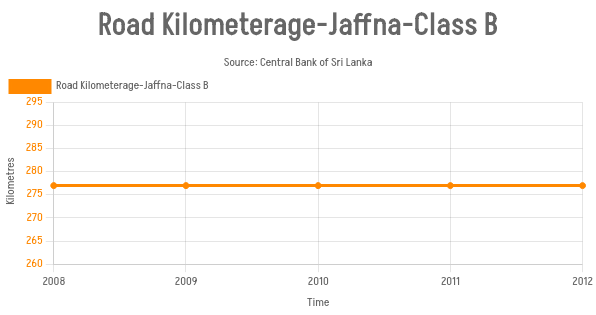 Road Kilometerage-Jaffna-Class B
Source: Central Bank of Sri Lanka
Road Kilometerage-Jaffna-Class B
295
290
285
280
275
270
265
260
Kilometres
2008 2009 2010 2011 2012
Time